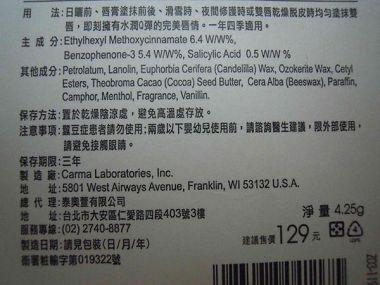 用　　法：日曬前、唇膏塗抹前後、滑雪時、夜間修護時或雙唇乾燥脫皮時均勻塗抹雙
唇，即刻擁有水潤Q彈的完美唇情。一年四季適用。
主 成 分：Ethylhexyl Methoxycinnamate 6.4 W/W%,
Benzophenone-3 5.4 W/W%, Salicylic Acid 0.5 W/W %
其他成分：Petrolatum, Lanolin, Euphorbia Cerifera (Candelilla) Wax, Ozokerite Wax, Cetyl
Esters, Theobroma Cacao (Cocoa) Seed Butter, Cera Alba (Beeswax), Paraffin,
Camphor, Menthol, Fragrance, Vanillin.
保存方法：置於乾燥陰涼處，避免高溫處存放。
注意事項：蠶豆症患者請勿使用；兩歲以下嬰幼兒使用前，請諮詢醫生建議，限外部使用，
請避免接觸眼睛。
保存期限：三年
製 造 廠：Carma Laboratories, Inc.
地　　址：5801 West Airways Avenue, Franklin, WI 53132 U.S.A.
總 代 理：泰奧豐有限公司
地　　址：台北市大安區仁愛路四段403號3樓
服務專線：(02) 2740-8877
製造日期：請見包裝(日/月/年)
衛署粧輸字第019322號
淨 量 4.25g
建議售價：129元